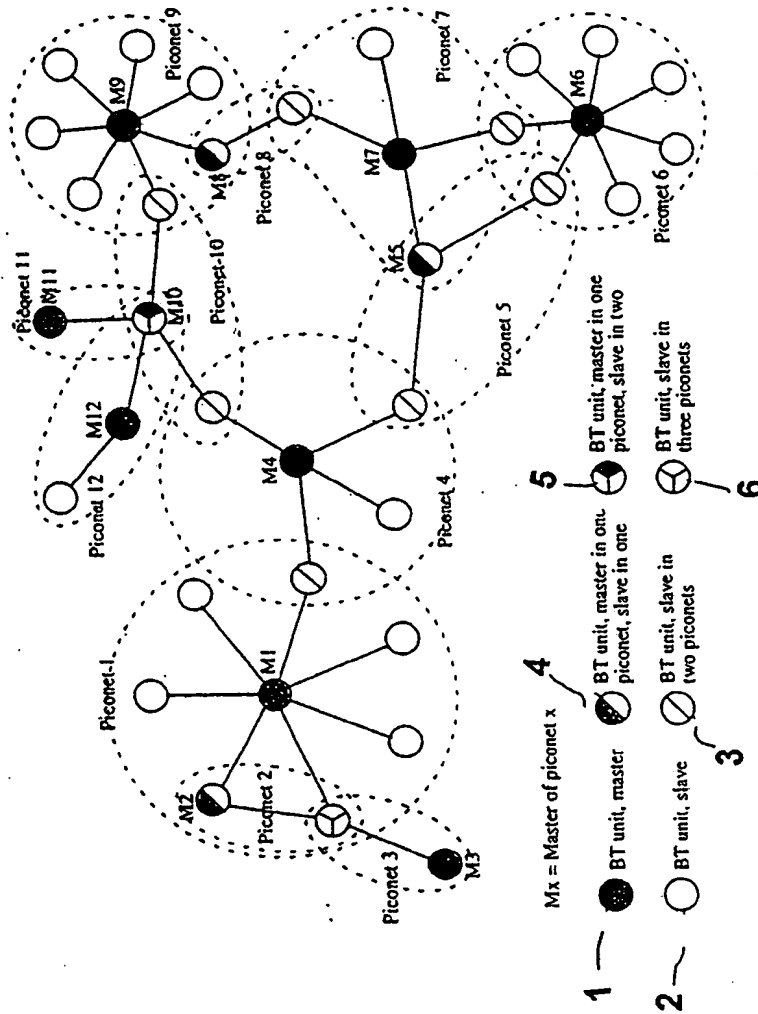 Piconet 9
M9
Piconet 11
M11
M10
Piconet-10
M12
Piconet 12
Piconet 8
Piconet 7
M7
M5
Piconet 5
M6
Piconet 6
M4
Piconet 4
Piconet-1
M1
M2
Piconet 2
Piconet 3
M3
Mx = Master of piconet x
1
BT unit, master
2
BT unit, slave
4
BT unit, master in one
piconet, slave in one
3
BT unit, slave in
two piconets
5
BT unit, master in one
piconet, slave in two
6
BT unit, slave in
three piconets